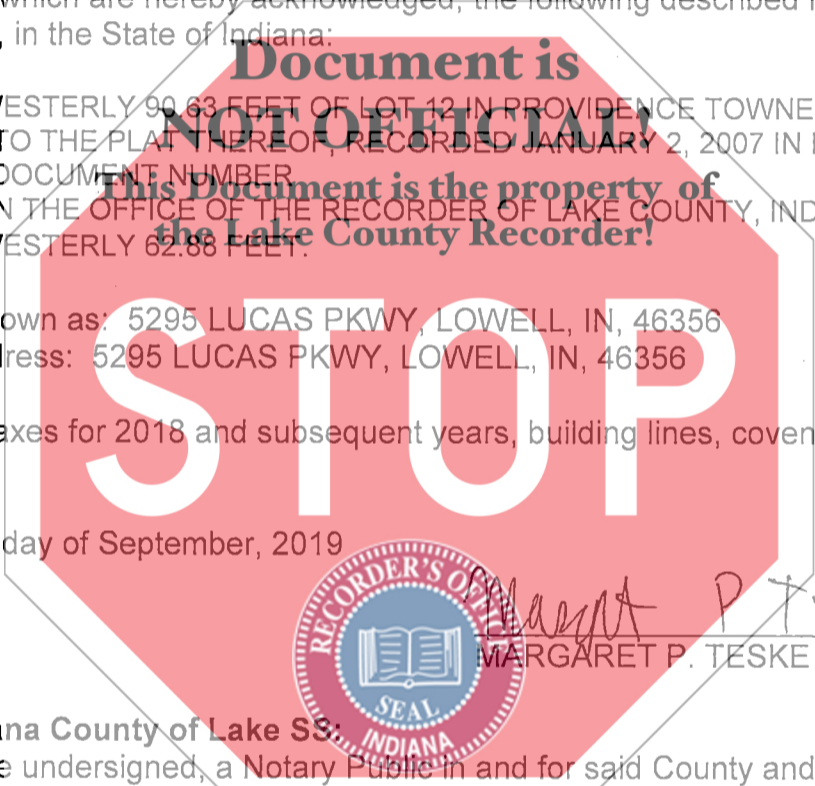 which are hereby acknowledged, the following described
, in the State of Indiana:
Document is
ESTERLY 90.63 FEET OF LOT 12 IN PROVIDENCE TOWNE
NOT OFFICIAL!
TO THE PLAT THEREOF, RECORDED JANUARY 2, 2007 IN
DOCUMENT NUMBER
This Document is the property of
N THE OFFICE OF THE RECORDER OF LAKE COUNTY, IND
the Lake County Recorder!
ESTERLY 62.88 FEET.
own as: 5295 LUCAS PKWY, LOWELL, IN, 46356
ress: 5295 LUCAS PKWY, LOWELL, IN, 46356
STOP
axes for 2018 and subsequent years, building lines, coven
day of September, 2019
RECORDER'S OFFICE
SEAL
INDIANA
Margaret P T
MARGARET P. TESKE
na County of Lake SS:
e undersigned, a Notary Public in and for said County and